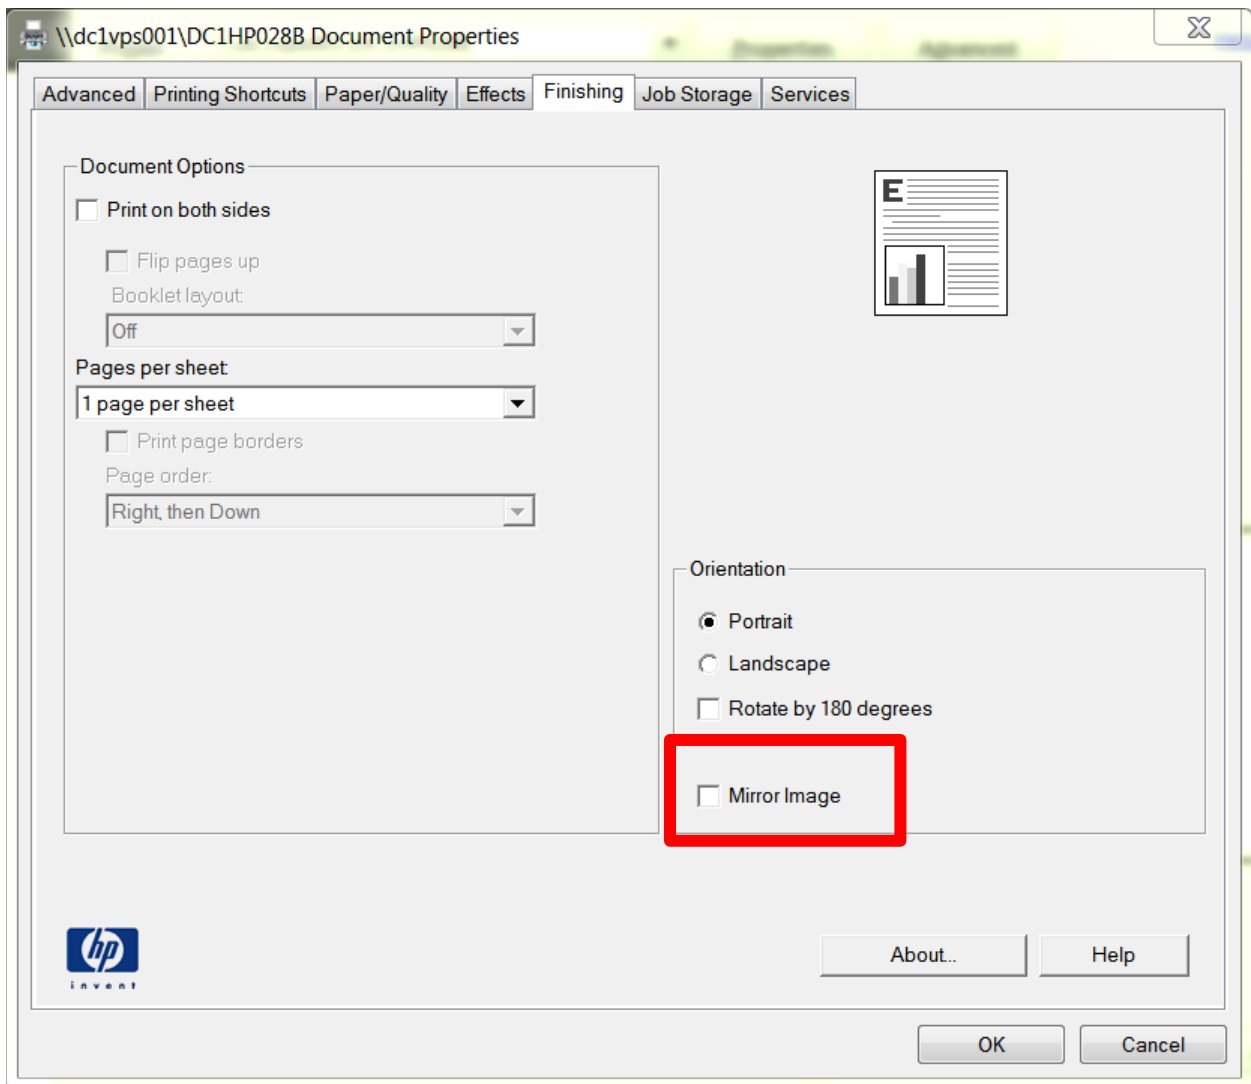 \\dc1vps001\DC1HP028B Document Properties
Properties
Advanced
Advanced Printing Shortcuts Paper/Quality Effects Finishing Job Storage Services
Document Options
Print on both sides
Flip pages up
Booklet layout:
Off
Pages per sheet:
1 page per sheet
Print page borders
Page order:
Right, then Down
E
Orientation
Portrait
Landscape
Rotate by 180 degrees
Mirror Image
hp
invent
About...
Help
OK
Cancel